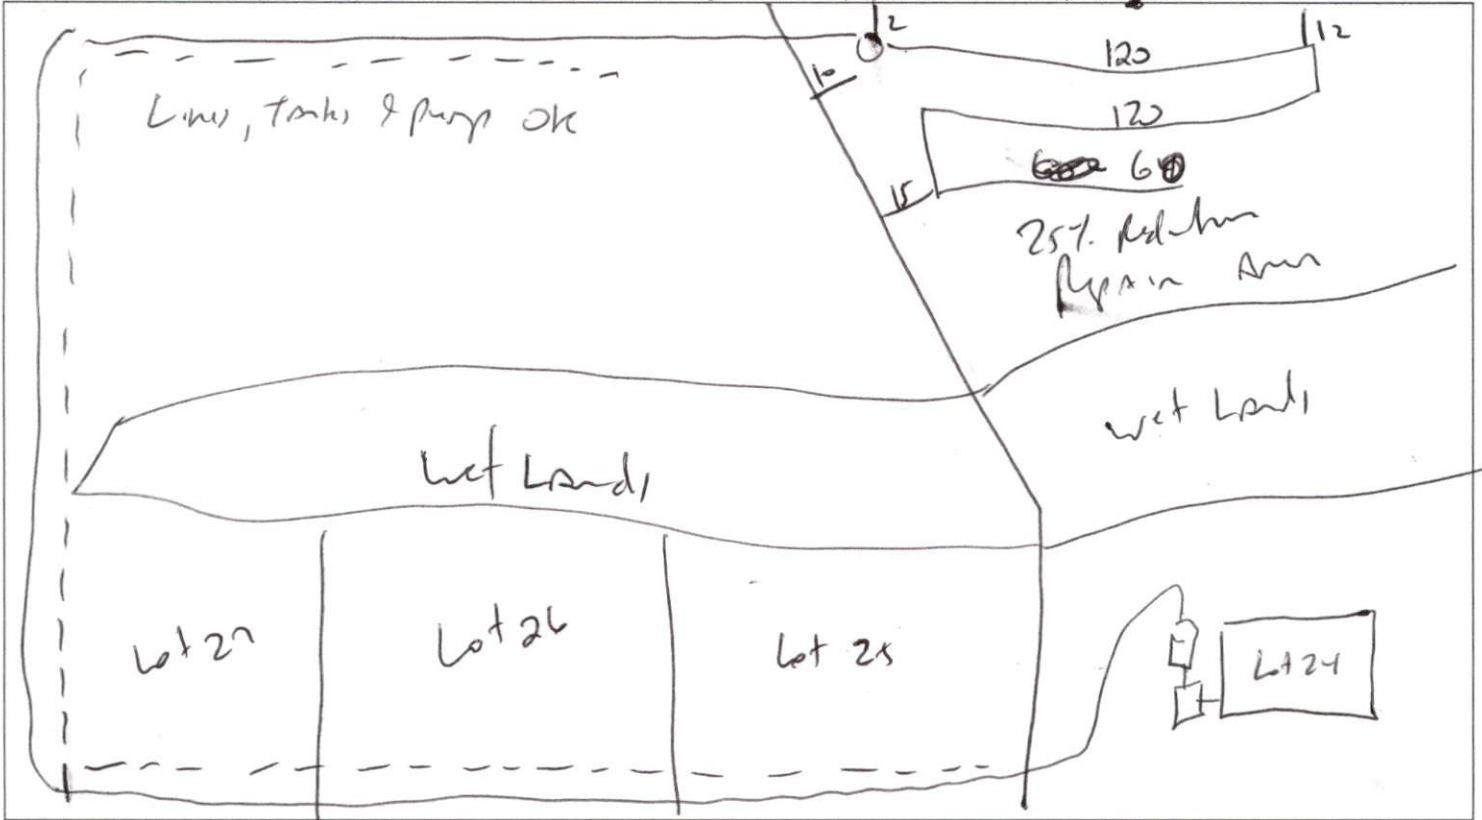 2
12
120
10
Lines, Tanks & pump OK
120
60
15
25% Reduction
Repair Area
Wet Lands
Wet Lands
Lot 27
Lot 26
Lot 25
Lot 24